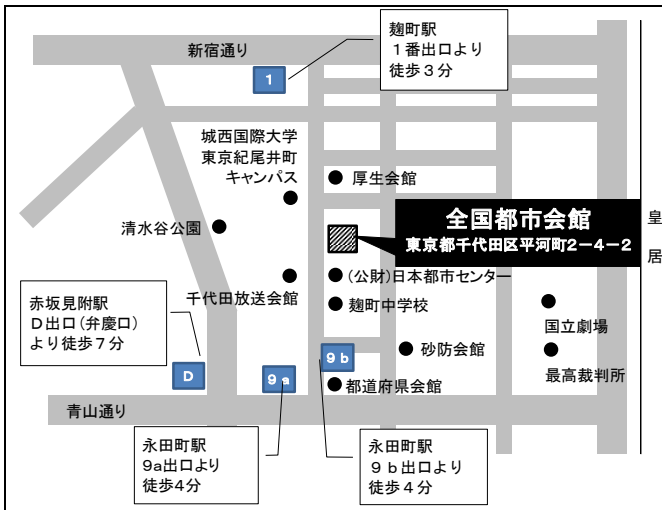 麹町駅
１番出口より
徒歩３分
新宿通り
1
城西国際大学
東京紀尾井町
キャンパス
厚生会館
全国都市会館
東京都千代田区平河町２－４－２
皇
居
清水谷公園
(公財)日本都市センター
千代田放送会館
麹町中学校
国立劇場
赤坂見附駅
Ｄ出口（弁慶口）
より徒歩７分
９ｂ
砂防会館
最高裁判所
D
９a
都道府県会館
青山通り
永田町駅
9a出口より
徒歩4分
永田町駅
９ｂ出口より
徒歩４分